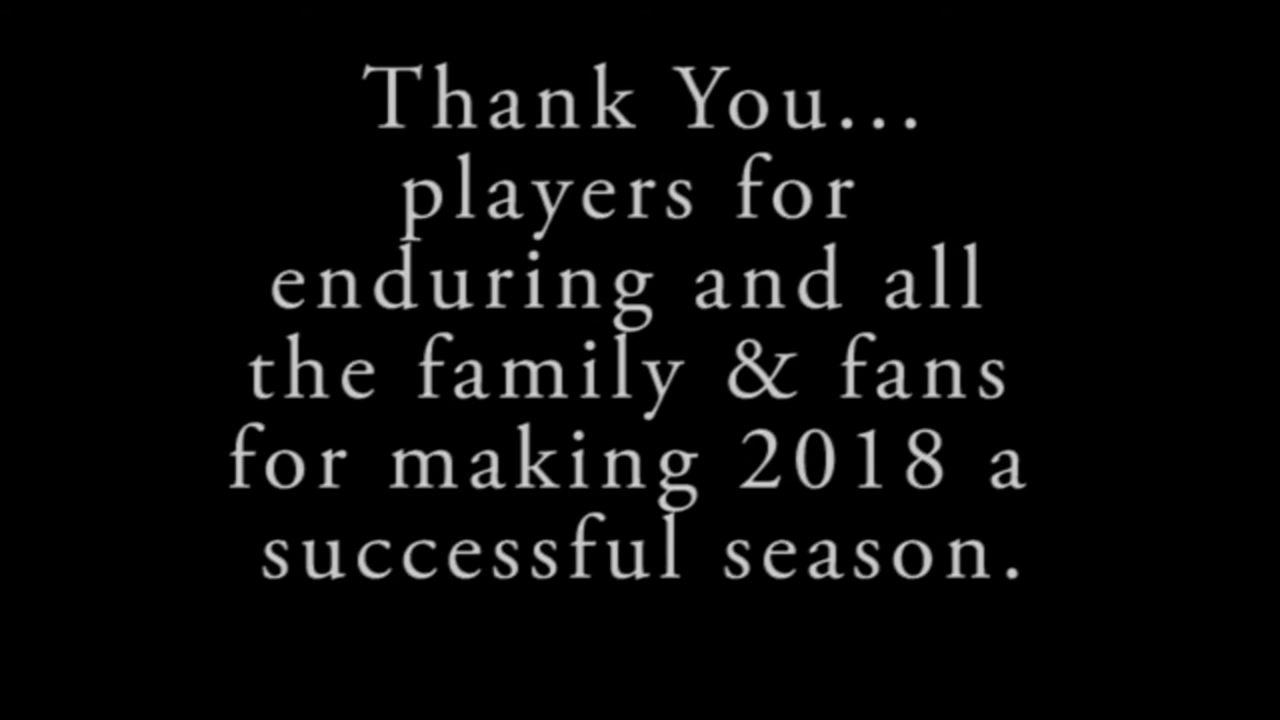 Thank You...
players for
enduring and all
the family & fans
for making 2018 a
successful season.